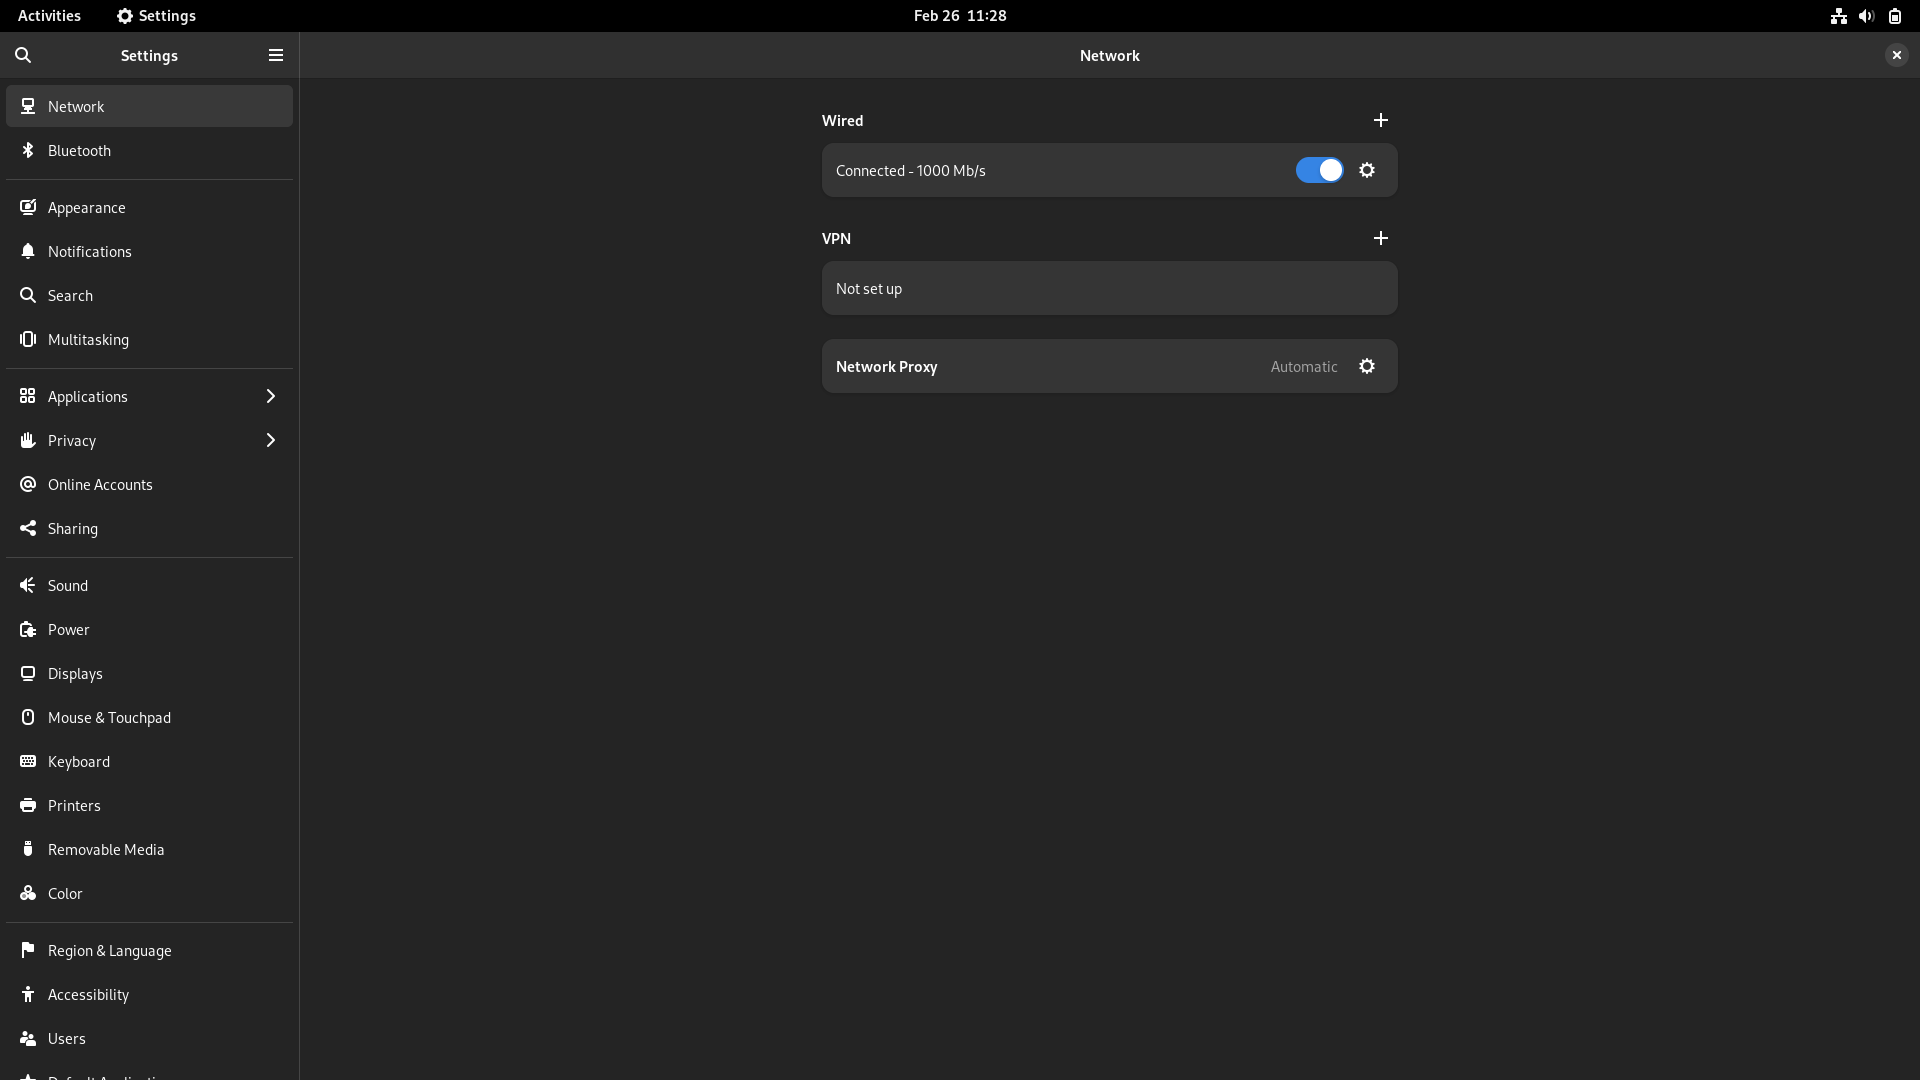 Activities
Settings
Feb 26 11:28
Settings
Network
Network
Bluetooth
Appearance
Notifications
Search
Multitasking
Applications
Privacy
Online Accounts
Sharing
Sound
Power
Displays
Mouse & Touchpad
Keyboard
Printers
Removable Media
Color
Region & Language
Accessibility
Users
Wired
Connected - 1000 Mb/s
VPN
Not set up
Network Proxy
Automatic